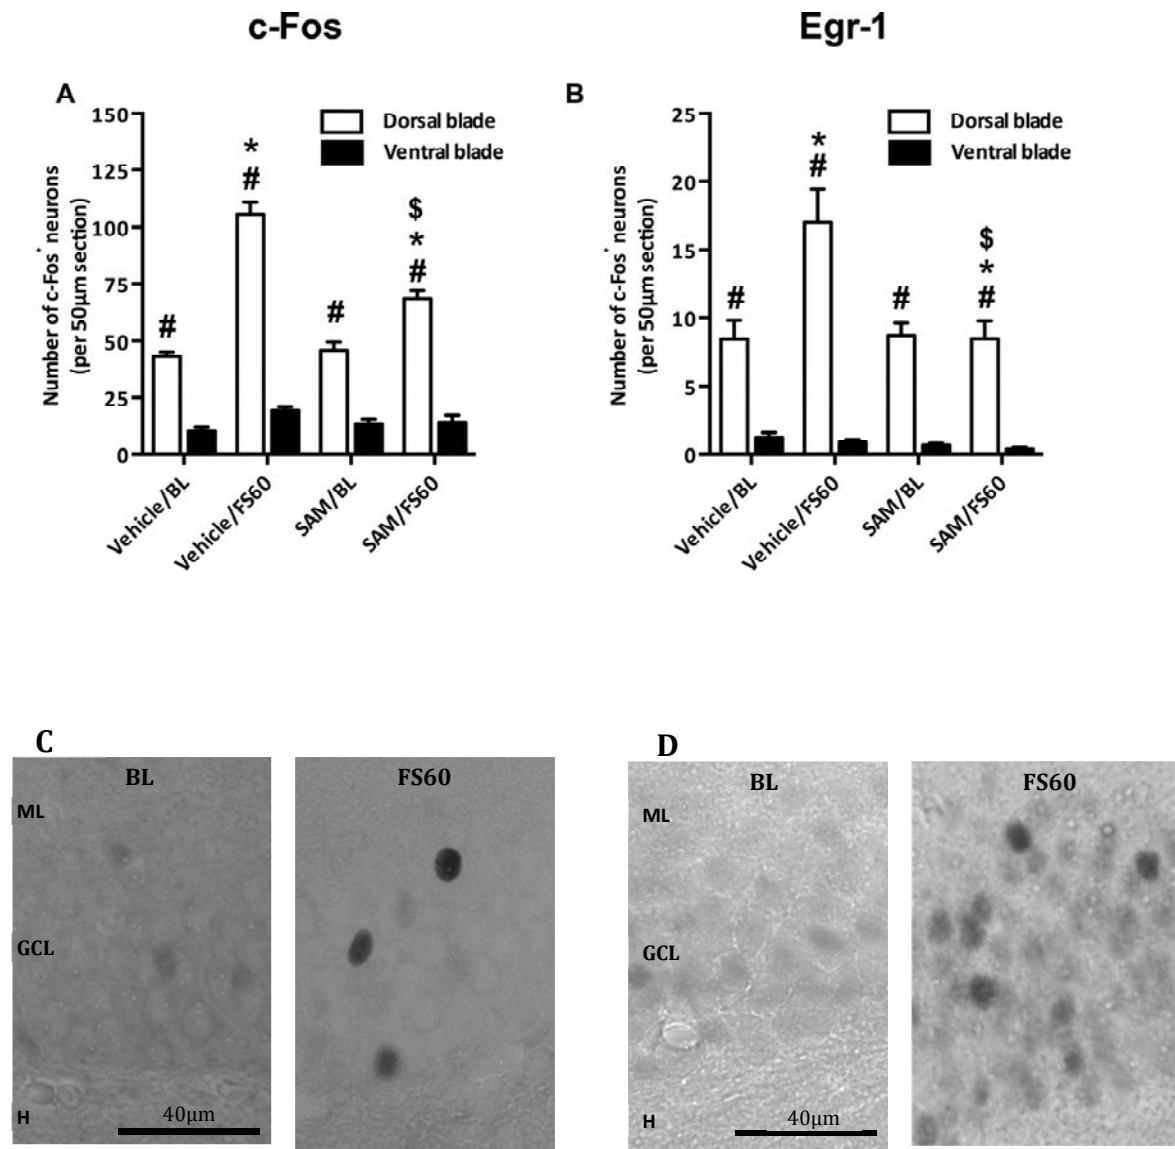 c-Fos
Egr-1
A
150
125
100
75
50
25
0
Number of c-Fos⁺ neurons
(per 50µm section)
Dorsal blade
Ventral blade
#
*
#
#
$
*
#
Vehicle/BL
Vehicle/FS60
SAM/BL
SAM/FS60
B
25
20
15
10
5
0
Number of c-Fos⁺ neurons
(per 50µm section)
Dorsal blade
Ventral blade
#
*
#
#
$
*
#
Vehicle/BL
Vehicle/FS60
SAM/BL
SAM/FS60
C
BL
FS60
ML
GCL
H
40µm
D
BL
FS60
ML
GCL
H
40µm